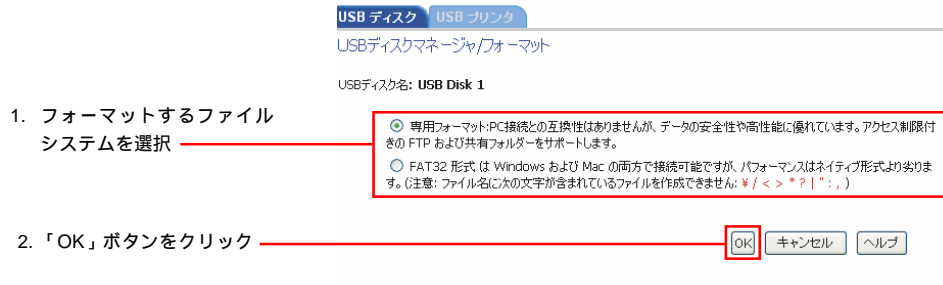 USB ディスク USB プリンタ
USBディスクマネージャ/フォーマット
USBディスク名: USB Disk 1
1. フォーマットするファイル
システムを選択
専用フォーマット:PC接続との互換性はありませんが、データの安全性や高性能に優れています。アクセス制限付
きの FTP および共有フォルダーをサポートします。
FAT32 形式 は Windows および Mac の両方で接続可能ですが、パフォーマンスはネイティブ形式より劣りま
す。(注意: ファイル名に次の文字が含まれているファイルを作成できません: ¥ / < > * ? | " : , )
2. 「OK」ボタンをクリック
OK キャンセル ヘルプ